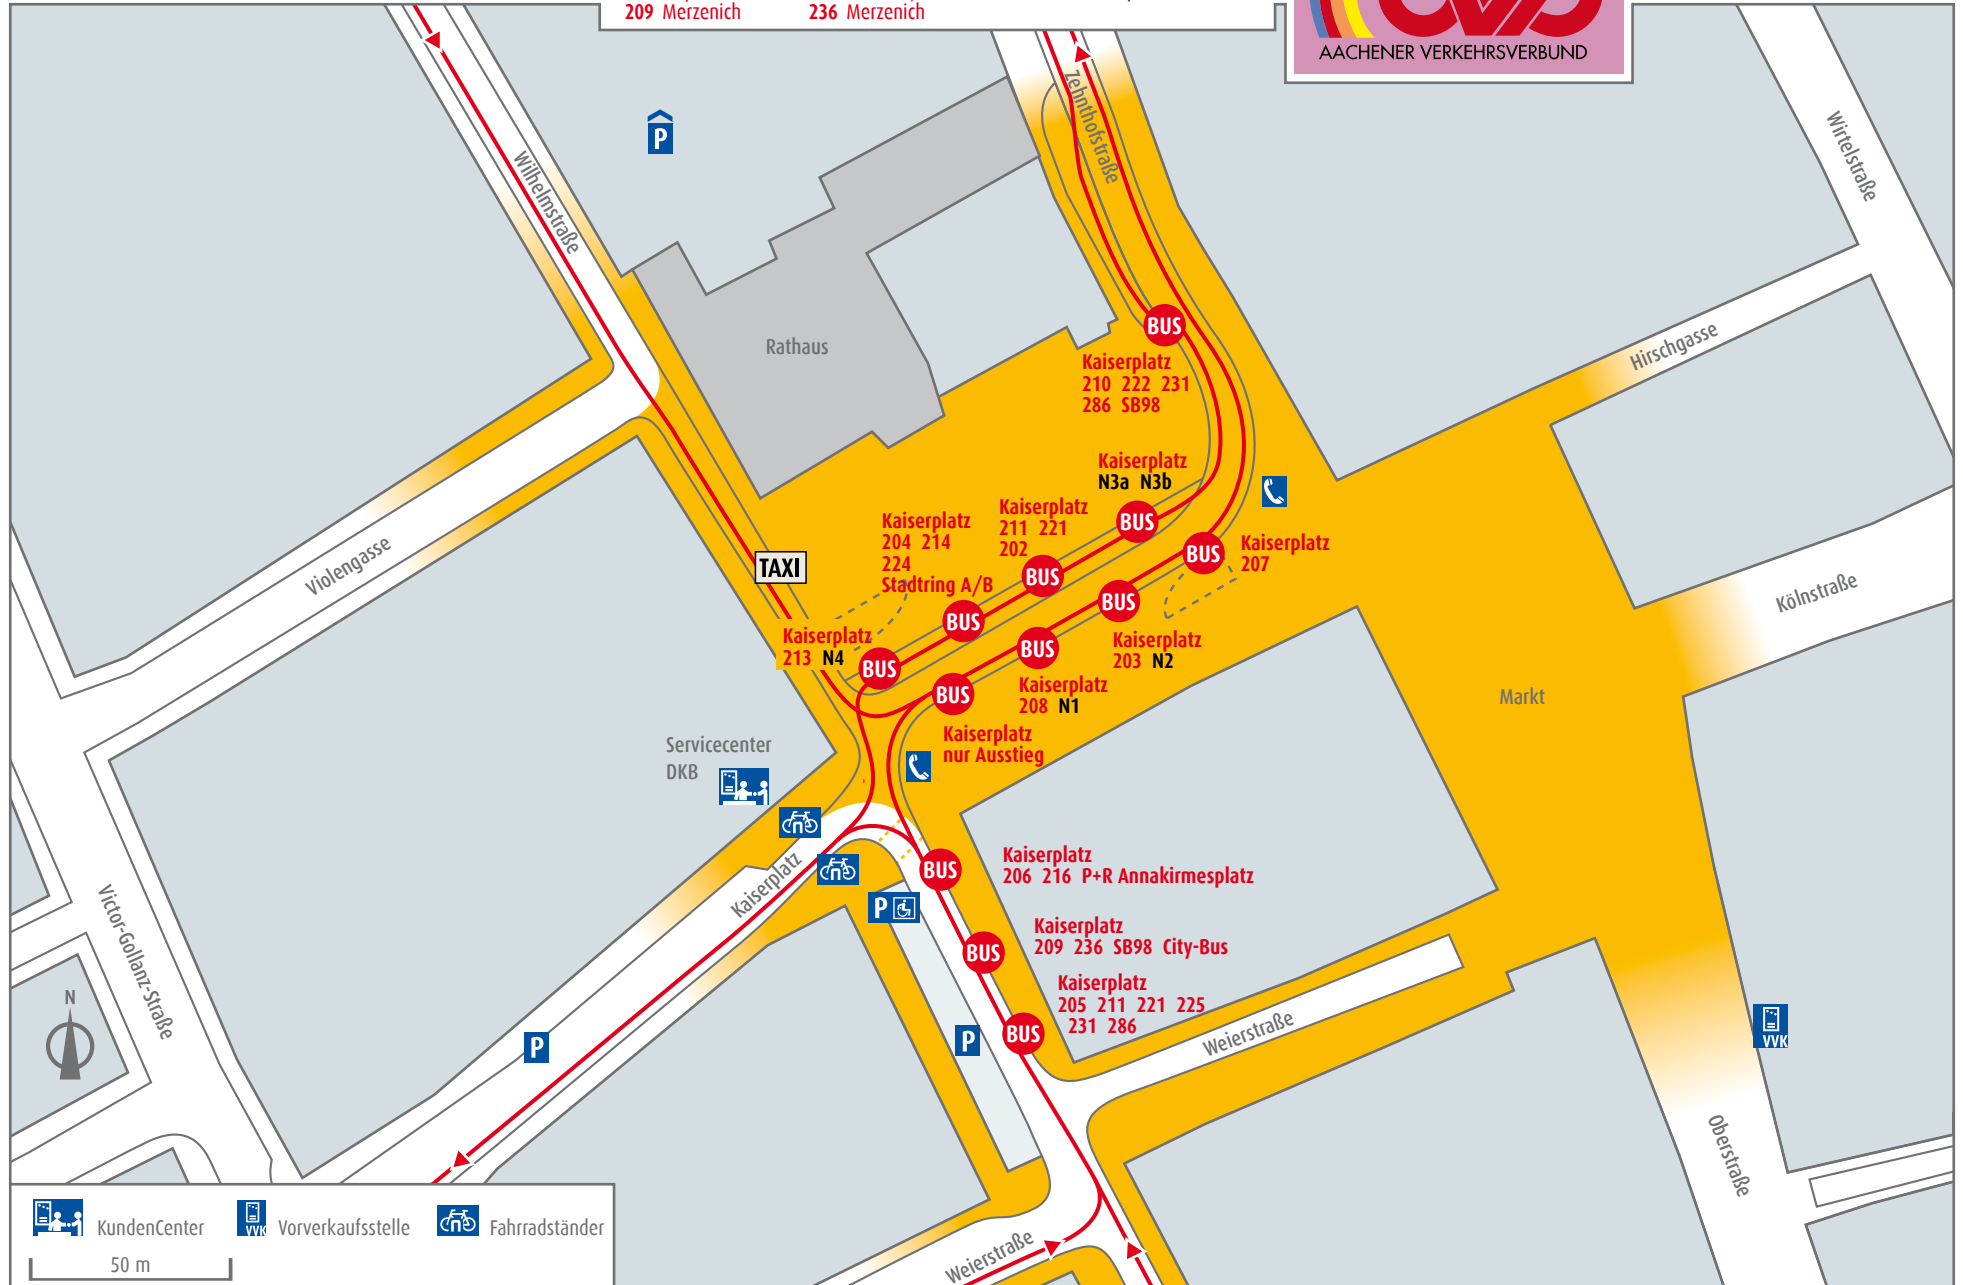 209 Merzenich
236 Merzenich
AACHENER VERKEHRSVERBUND
Zehnthofstraße
Wirtelstraße
P
Wilhelmstraße
Rathaus
BUS
Kaiserplatz
210 222 231
286 SB98
Hirschgasse
Kaiserplatz
N3a N3b
BUS
Kaiserplatz
211 221
202
BUS
Kaiserplatz
204 214
224
Stadtring A/B
BUS
Kaiserplatz
213 N4
BUS
BUS
Kaiserplatz
207
BUS
Kaiserplatz
203 N2
BUS
Kaiserplatz
208 N1
BUS
Kaiserplatz
nur Ausstieg
TAXI
Violengasse
Kölnstraße
Markt
Servicecenter
DKB
Kaiserplatz
P
BUS
Kaiserplatz
206 216 P+R Annakirmesplatz
BUS
Kaiserplatz
209 236 SB98 City-Bus
BUS
Kaiserplatz
205 211 221 225
231 286
Victor-Gollanz-Straße
N
P
P
Weierstraße
VVK
Oberstraße
Weierstraße
KundenCenter
VVK Vorverkaufsstelle
Fahrradständer
50 m